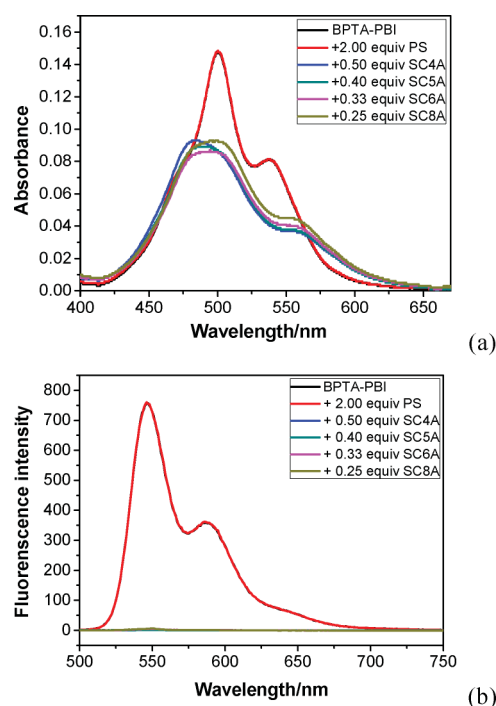 0.16
0.14
0.12
0.10
0.08
0.06
0.04
0.02
0.00
Absorbance
BPTA-PBI
+2.00 equiv PS
+0.50 equiv SC4A
+0.40 equiv SC5A
+0.33 equiv SC6A
+0.25 equiv SC8A
400 450 500 550 600 650
Wavelength/nm
(a)
800
700
600
500
400
300
200
100
0
Fluorescence intensity
BPTA-PBI
+ 2.00 equiv PS
+ 0.50 equiv SC4A
+ 0.40 equiv SC5A
+ 0.33 equiv SC6A
+ 0.25 equiv SC8A
500 550 600 650 700 750
Wavelength/nm
(b)